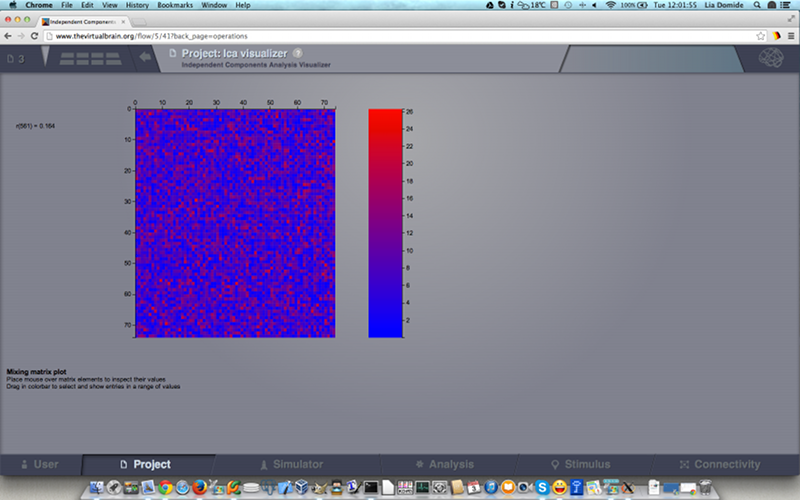 Chrome File Edit View History Bookmarks Window Help 18°C 100% Tue 12:01:55 Lia Domide
Independent Components
www.thevirtualbrain.org/flow/5/41?back_page=operations
3 Project: Ica visualizer ?
Independent Components Analysis Visualizer
0 10 20 30 40 50 60 70
0
10
20
30
40
50
60
70
26
24
22
20
18
16
14
12
10
8
6
4
2
r(561) = 0.164
Mixing matrix plot
Place mouse over matrix elements to inspect their values
Drag in colorbar to select and show entries in a range of values
User Project Simulator Analysis Stimulus Connectivity